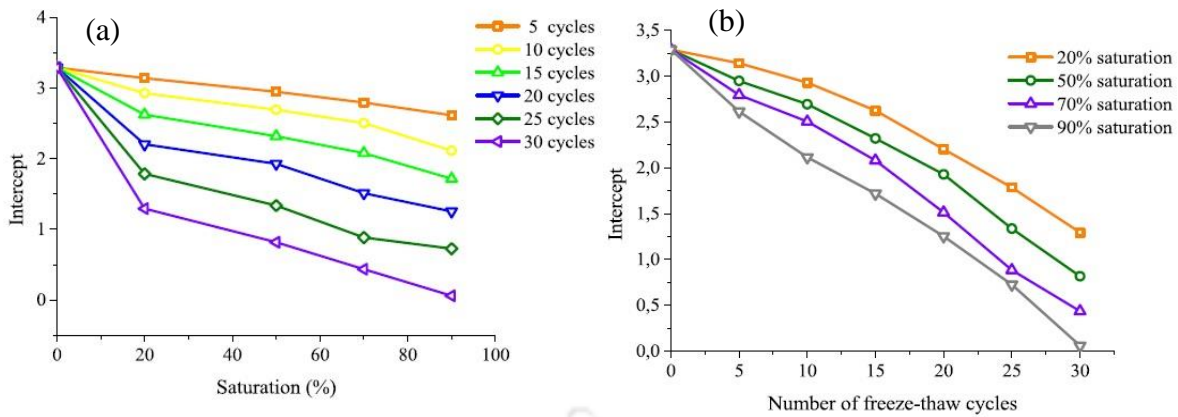 (a)
4
3
2
1
0
Intercept
0 20 40 60 80 100
Saturation (%)
5 cycles
10 cycles
15 cycles
20 cycles
25 cycles
30 cycles
(b)
3,5
3,0
2,5
2,0
1,5
1,0
0,5
0,0
Intercept
0 5 10 15 20 25 30
Number of freeze-thaw cycles
20% saturation
50% saturation
70% saturation
90% saturation